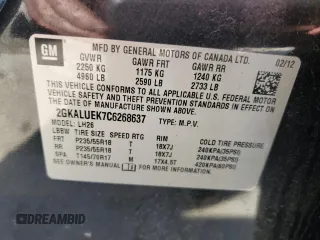 GM
MFD BY GENERAL MOTORS OF CANADA LTD.
02/12
GVWR GAWR FRT GAWR RR
2250 KG 1175 KG 1240 KG
4960 LB 2590 LB 2733 LB
THIS VEHICLE CONFORMS TO ALL APPLICABLE U.S. FEDERAL MOTOR
VEHICLE SAFETY AND THEFT PREVENTION STANDARDS IN EFFECT
ON THE DATE OF MANUFACTURE SHOWN ABOVE.
2GKALUEK7C6268637
TYPE: M.P.V.
MODEL: LH26
TIRE SIZE SPEED RTG RIM COLD TIRE PRESSURE
FRT P235/55R18 T 18X7J 240KPA(35PSI)
RR P235/55R18 T 18X7J 240KPA(35PSI)
SPA T145/70R17 M 17X4.5T 420KPA(60PSI)
SEE OWNER'S MANUAL FOR ADDITIONAL INFORMATION.
DIRBAMBID